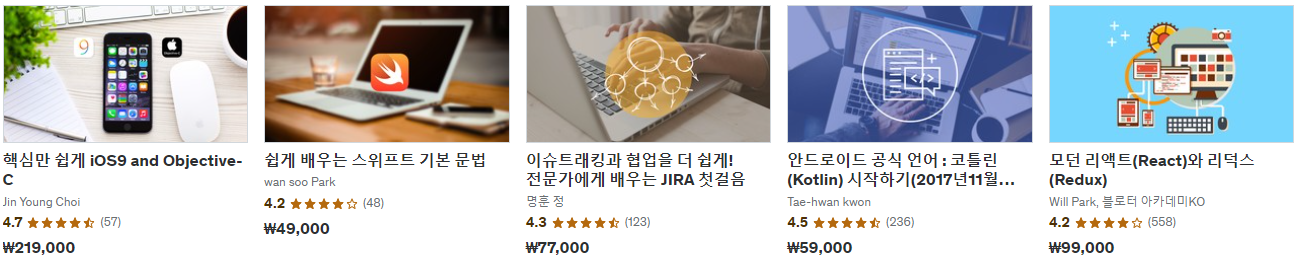 핵심만 쉽게 iOS9 and Objective-
C
Jin Young Choi
4.7 (57)
₩219,000
쉽게 배우는 스위프트 기본 문법
wan soo Park
4.2 (48)
₩49,000
이슈트래킹과 협업을 더 쉽게!
전문가에게 배우는 JIRA 첫걸음
명훈 정
4.3 (123)
₩77,000
안드로이드 공식 언어 : 코틀린
(Kotlin) 시작하기(2017년11월...
Tae-hwan kwon
4.5 (236)
₩59,000
모던 리액트(React)와 리덕스
(Redux)
Will Park, 블로터 아카데미KO
4.2 (558)
₩99,000